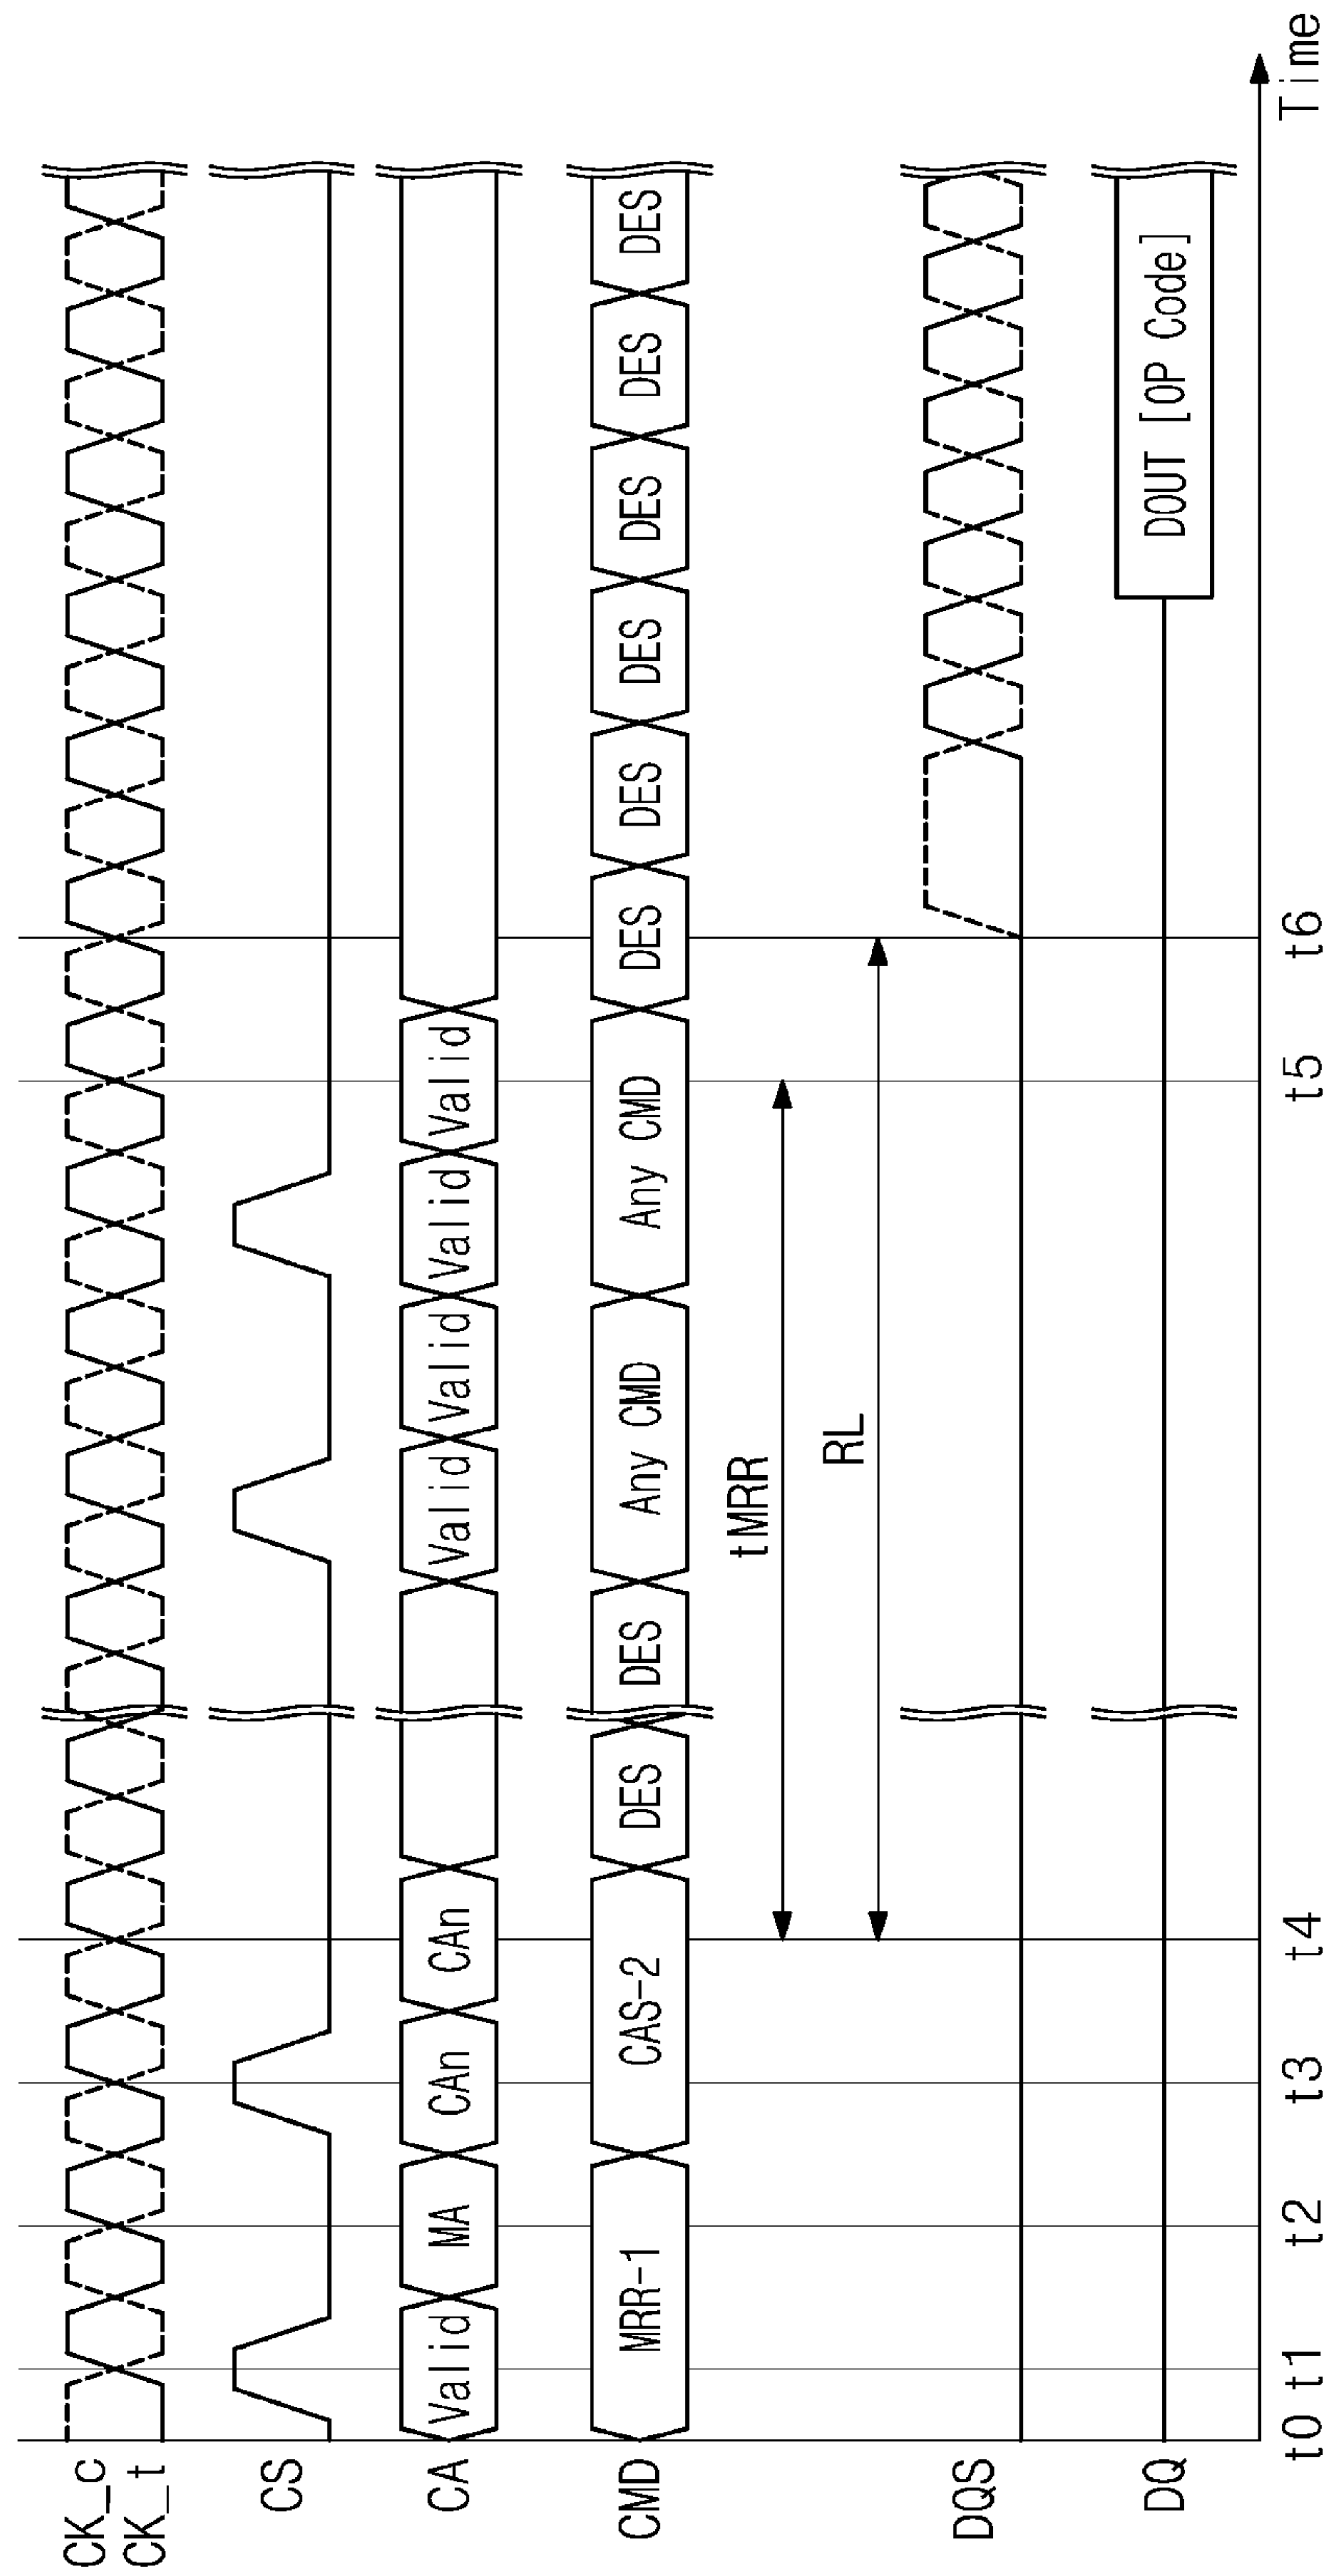 CK_c
CK_t
CS
CA Valid MA CAn CAn Valid Valid Valid Valid
CMD MRR-1 CAS-2 DES DES Any CMD Any CMD DES DES DES DES DES DES
tMRR
RL
DQS
DQ DOUT [OP Code]
t0 t1 t2 t3 t4 t5 t6 Time